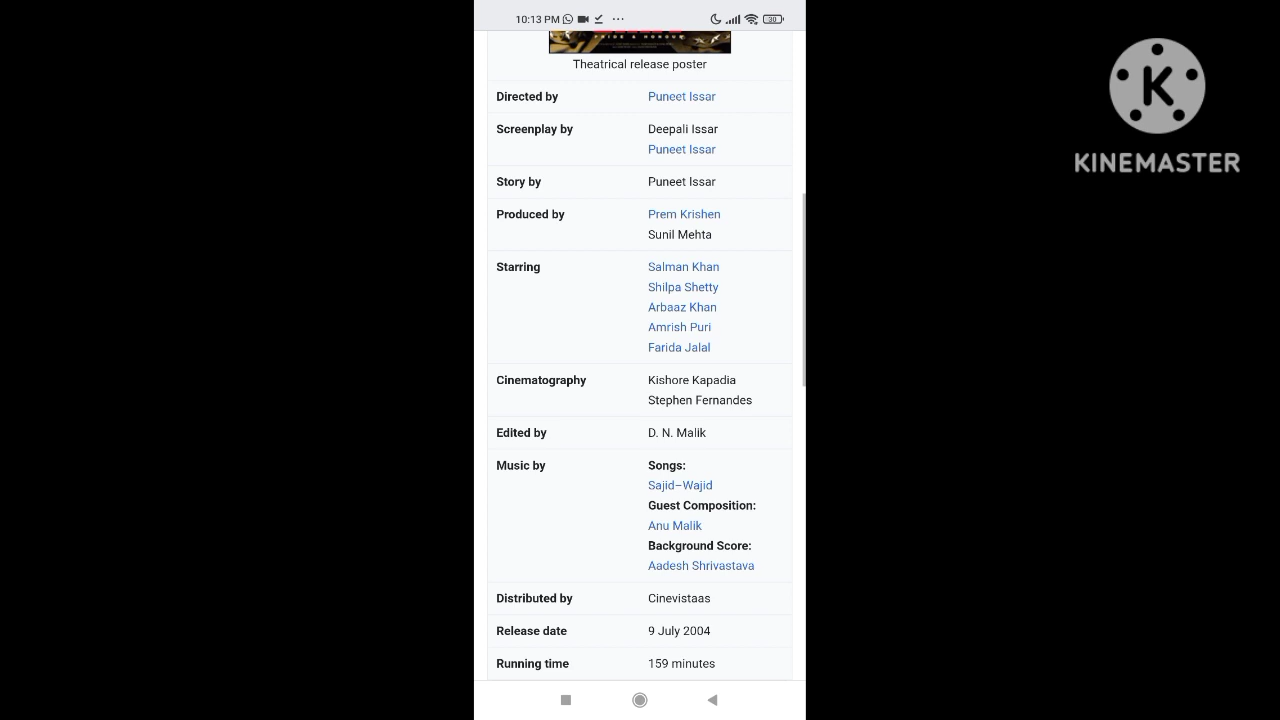 10:13 PM
30
PRIDE & HONOUR
Theatrical release poster
Directed by Puneet Issar
Screenplay by Deepali Issar
Puneet Issar
Story by Puneet Issar
Produced by Prem Krishen
Sunil Mehta
Starring Salman Khan
Shilpa Shetty
Arbaaz Khan
Amrish Puri
Farida Jalal
Cinematography Kishore Kapadia
Stephen Fernandes
Edited by D. N. Malik
Music by Songs:
Sajid–Wajid
Guest Composition:
Anu Malik
Background Score:
Aadesh Shrivastava
Distributed by Cinevistaas
Release date 9 July 2004
Running time 159 minutes
K
KINEMASTER